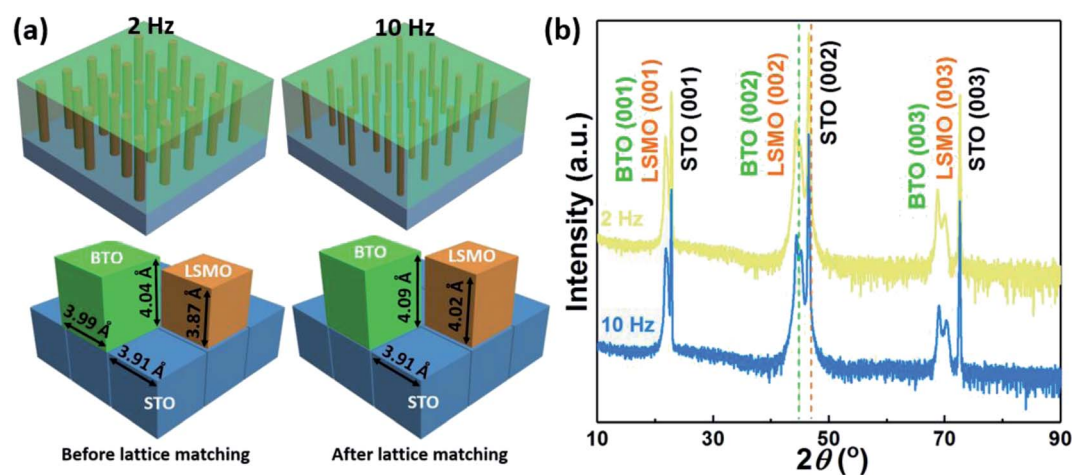 (a)
2 Hz
10 Hz
BTO
LSMO
4.04 Å
3.87 Å
3.99 Å
3.91 Å
STO
Before lattice matching
BTO
LSMO
4.09 Å
4.02 Å
3.91 Å
STO
After lattice matching
(b)
Intensity (a.u.)
BTO (001)
LSMO (001)
STO (001)
BTO (002)
LSMO (002)
STO (002)
BTO (003)
LSMO (003)
STO (003)
2 Hz
10 Hz
10 30 50 70 90
2θ (°)